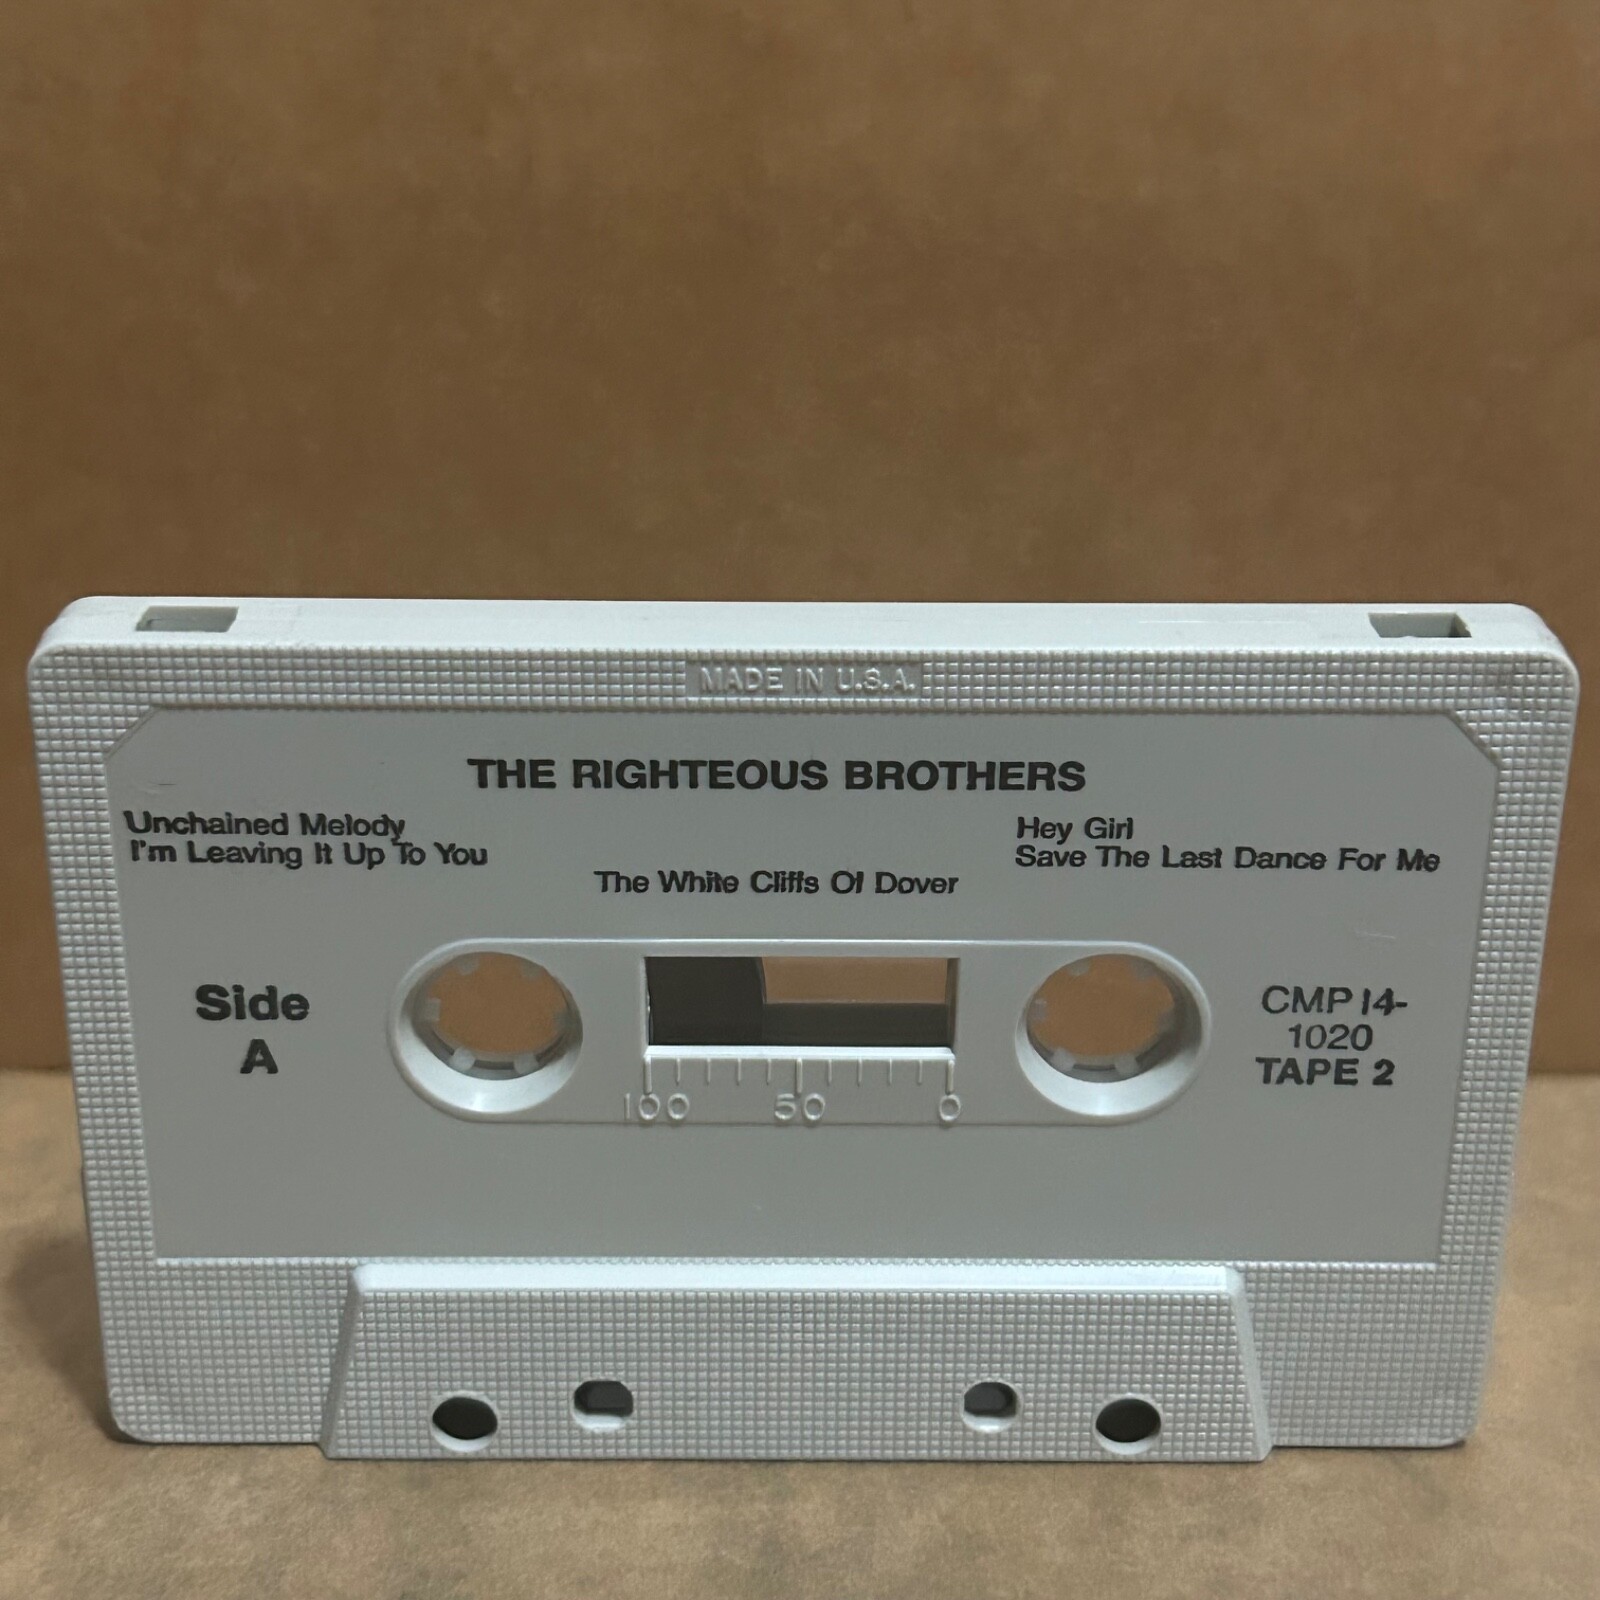 MADE IN U.S.A.
THE RIGHTEOUS BROTHERS
Unchained Melody
I'm Leaving It Up To You
Hey Girl
Save The Last Dance For Me
The White Cliffs Of Dover
Side
A
CMP 14-
1020
TAPE 2
100 50 0